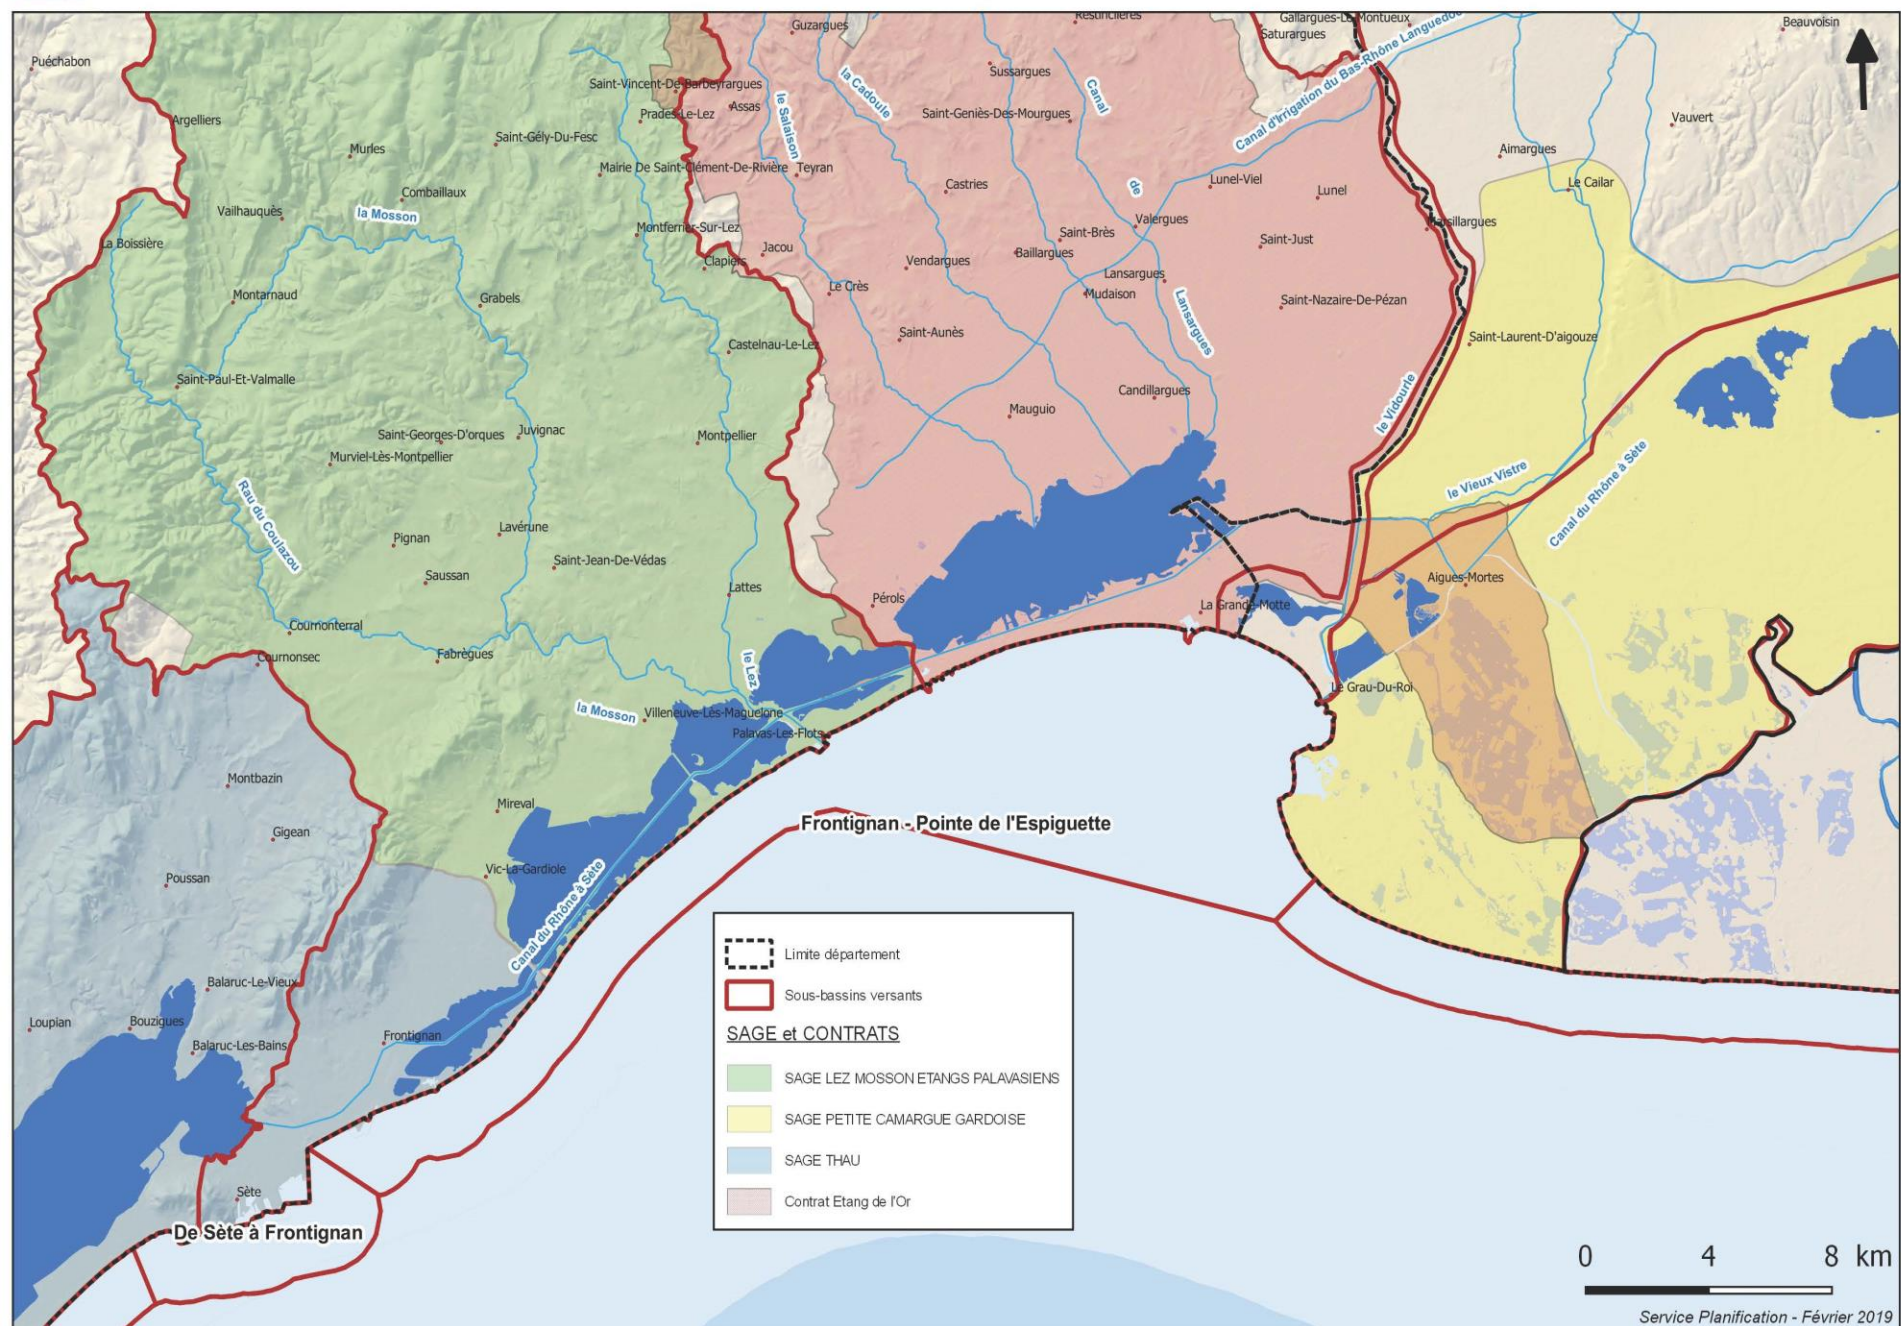 Guzargues
Restinclières
Gallargues-Le-Montueux
Saturargues
Beauvoisin
Puéchabon
Saint-Vincent-De-Barbeyrargues
Sussargues
la Cadoule
Canal
Canal d'Irrigation du Bas-Rhône Languedoc
Assas
le Salaison
Prades-Le-Lez
Saint-Geniès-Des-Mourgues
Argelliers
Vauvert
Saint-Gély-Du-Fesc
Murles
Aimargues
Mairie De Saint-Clément-De-Rivière
Teyran
Castries
de
Lunel-Viel
Lunel
Le Cailar
Combaillaux
Vailhauquès
la Mosson
Montferrier-Sur-Lez
Valergues
Marsillargues
La Boissière
Jacou
Saint-Brès
Saint-Just
Clapiers
Vendargues
Baillargues
Lansargues
Le Crès
Mudaison
Montarnaud
Grabels
Saint-Nazaire-De-Pézan
Lansargues
Saint-Aunès
Saint-Laurent-D'aigouze
Castelnau-Le-Lez
Saint-Paul-Et-Valmalle
Candillargues
le Vidourle
Mauguio
Saint-Georges-D'orques
Juvignac
Montpellier
Murviel-Lès-Montpellier
le Vieux Vistre
Canal du Rhône à Sète
Rau du Coulazou
Lavérune
Pignan
Saint-Jean-De-Védas
Saussan
Aigues-Mortes
Lattes
Pérols
La Grande-Motte
Cournonterral
Cournonsec
Fabrègues
le Lez
Le Grau-Du-Roi
la Mosson
Villeneuve-Lès-Maguelone
Palavas-Les-Flots
Montbazin
Mireval
Frontignan - Pointe de l'Espiguette
Gigean
Vic-La-Gardiole
Poussan
Canal du Rhône à Sète
Balaruc-Le-Vieux
Loupian
Bouzigues
Frontignan
Balaruc-Les-Bains
Sète
De Sète à Frontignan
Limite département
Sous-bassins versants
SAGE et CONTRATS
SAGE LEZ MOSSON ETANGS PALAVASIENS
SAGE PETITE CAMARGUE GARDOISE
SAGE THAU
Contrat Etang de l'Or
0 4 8 km
Service Planification - Février 2019